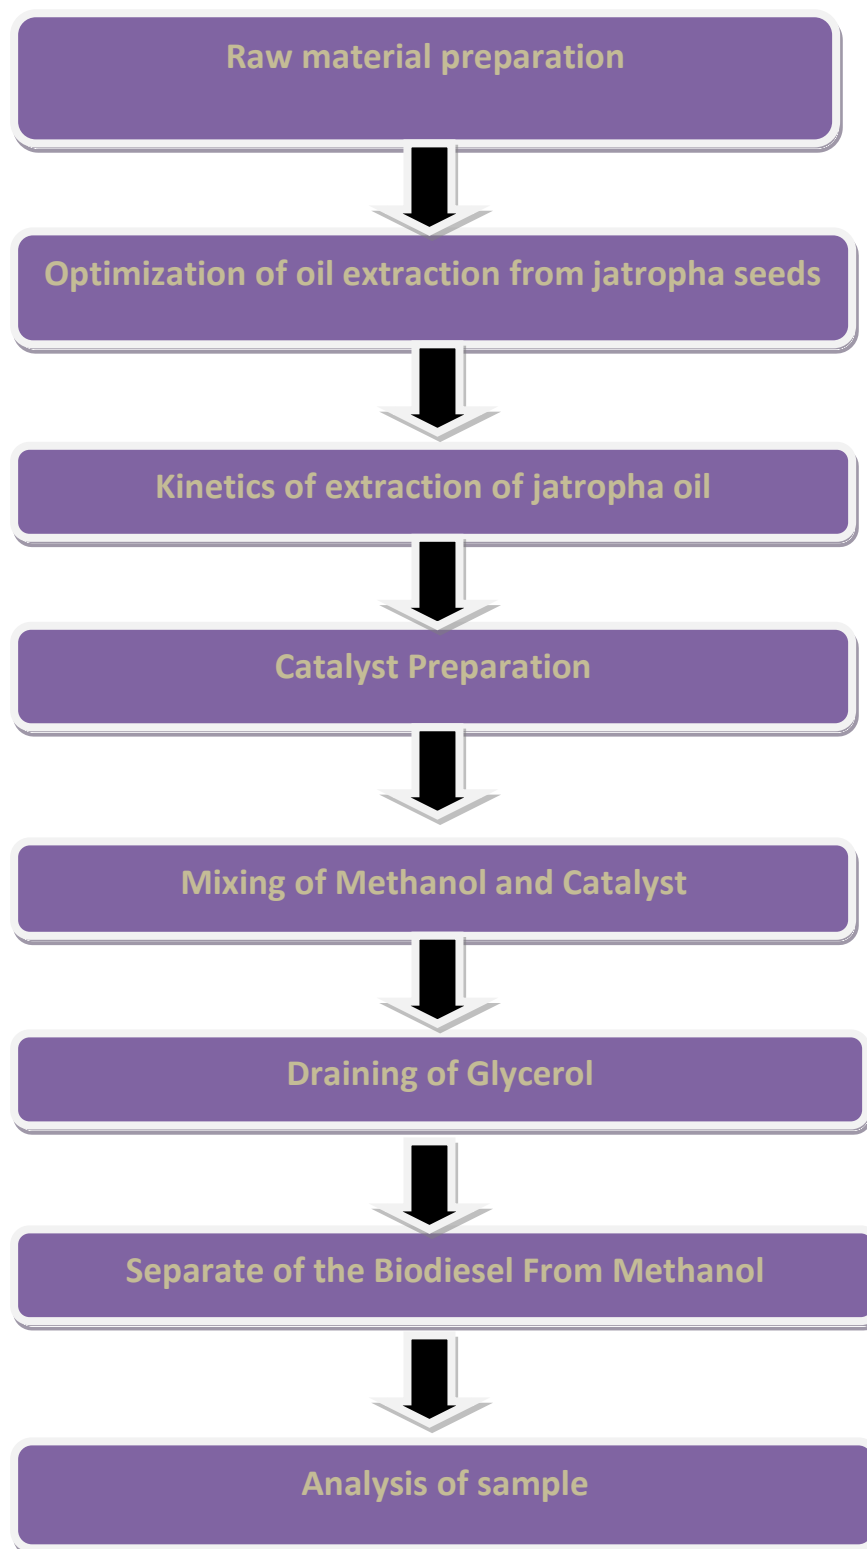 Raw material preparation
Optimization of oil extraction from jatropha seeds
Kinetics of extraction of jatropha oil
Catalyst Preparation
Mixing of Methanol and Catalyst
Draining of Glycerol
Separate of the Biodiesel From Methanol
Analysis of sample